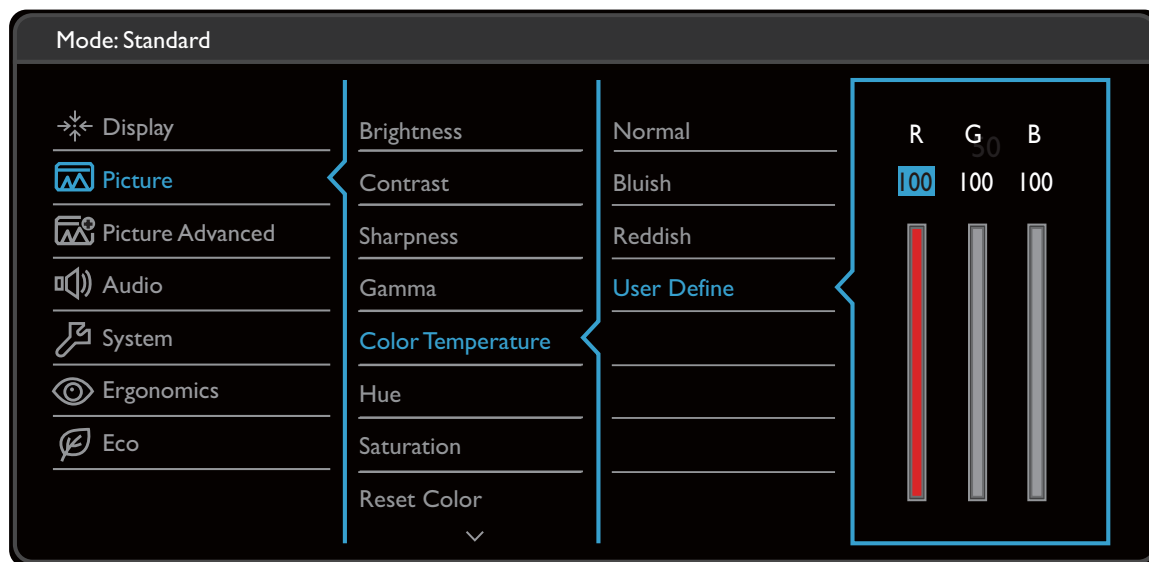 Mode: Standard
Display
Picture
Picture Advanced
Audio
System
Ergonomics
Eco
Brightness
Contrast
Sharpness
Gamma
Color Temperature
Hue
Saturation
Reset Color
Normal
Bluish
Reddish
User Define
R G B
50
100 100 100